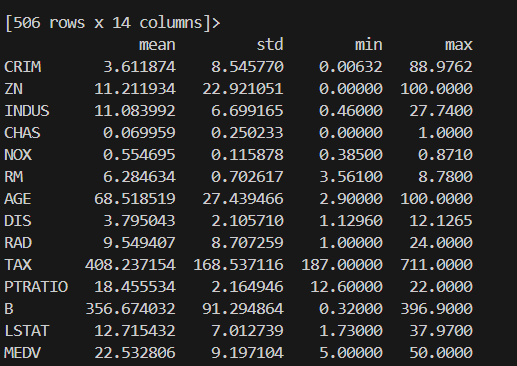 [506 rows x 14 columns]>
mean std min max
CRIM 3.611874 8.545770 0.00632 88.9762
ZN 11.211934 22.921051 0.00000 100.0000
INDUS 11.083992 6.699165 0.46000 27.7400
CHAS 0.069959 0.250233 0.00000 1.0000
NOX 0.554695 0.115878 0.38500 0.8710
RM 6.284634 0.702617 3.56100 8.7800
AGE 68.518519 27.439466 2.90000 100.0000
DIS 3.795043 2.105710 1.12960 12.1265
RAD 9.549407 8.707259 1.00000 24.0000
TAX 408.237154 168.537116 187.00000 711.0000
PTRATIO 18.455534 2.164946 12.60000 22.0000
B 356.674032 91.294864 0.32000 396.9000
LSTAT 12.715432 7.012739 1.73000 37.9700
MEDV 22.532806 9.197104 5.00000 50.0000